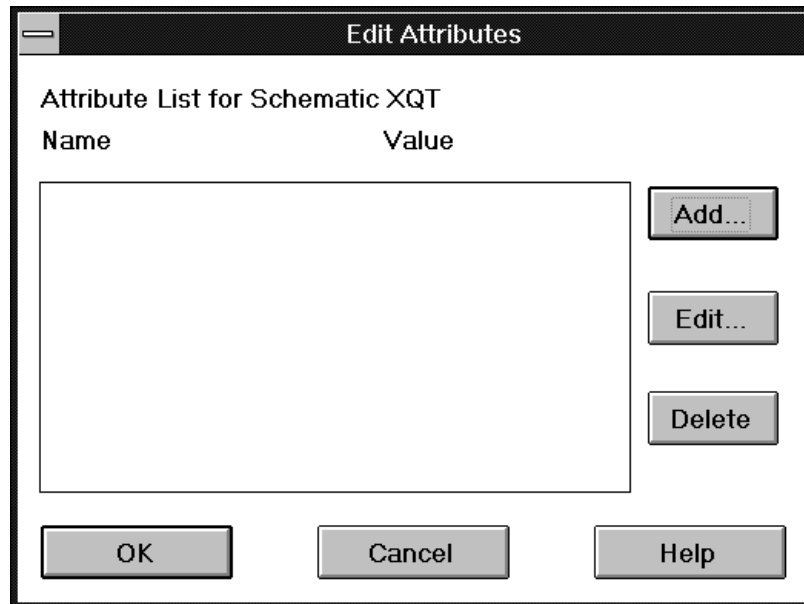 Edit Attributes
Attribute List for Schematic XQT
Name Value
Add...
Edit...
Delete
OK Cancel Help